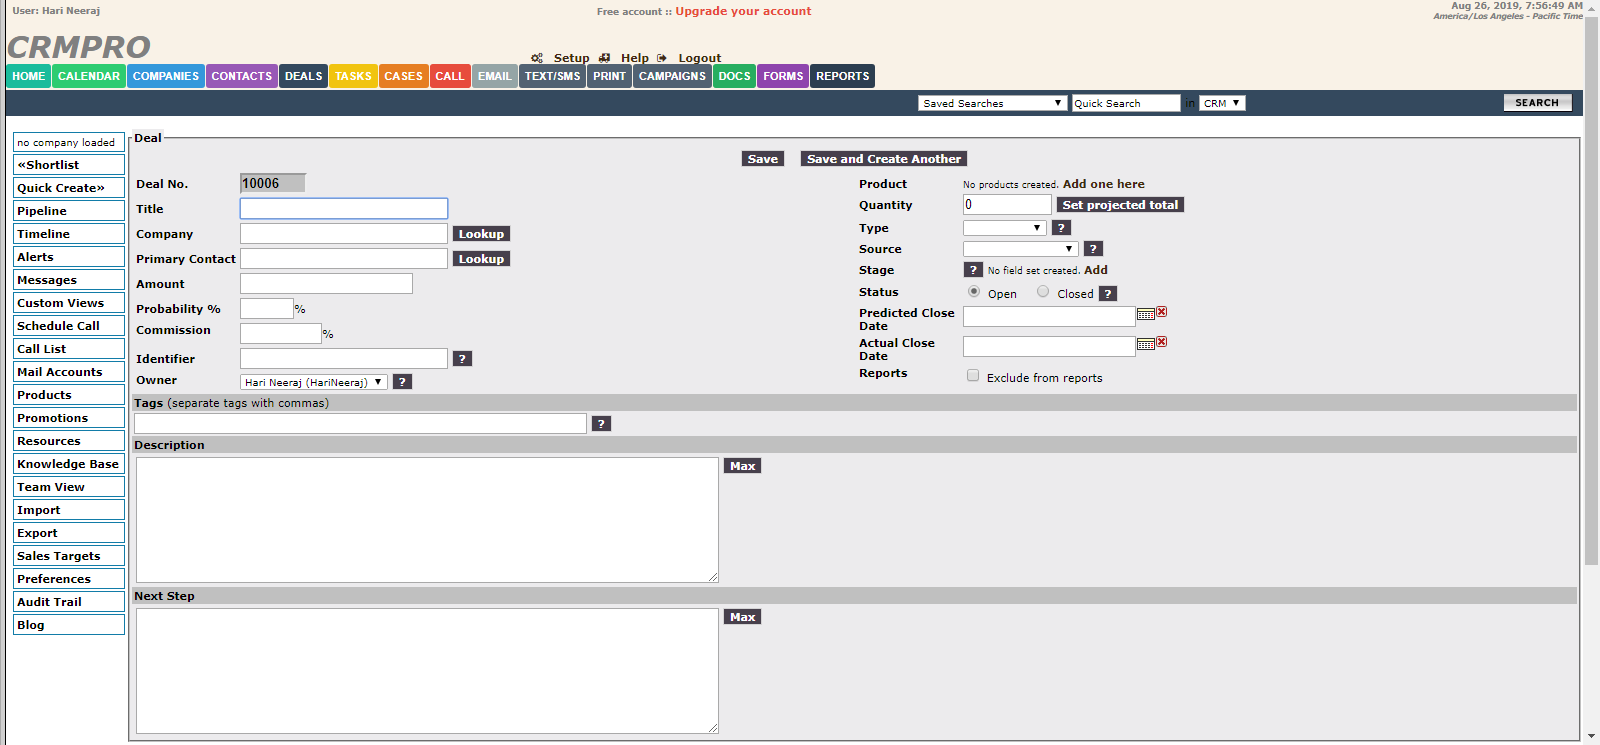 User: Hari Neeraj
Free account :: Upgrade your account
Aug 26, 2019, 7:56:49 AM
America/Los Angeles - Pacific Time
CRMPRO
Setup Help Logout
HOME CALENDAR COMPANIES CONTACTS DEALS TASKS CASES CALL EMAIL TEXT/SMS PRINT CAMPAIGNS DOCS FORMS REPORTS
Saved Searches Quick Search in CRM SEARCH
no company loaded
«Shortlist
Quick Create»
Pipeline
Timeline
Alerts
Messages
Custom Views
Schedule Call
Call List
Mail Accounts
Products
Promotions
Resources
Knowledge Base
Team View
Import
Export
Sales Targets
Preferences
Audit Trail
Blog
Deal
Save Save and Create Another
Deal No. 10006
Title
Company Lookup
Primary Contact Lookup
Amount
Probability % %
Commission %
Identifier ?
Owner Hari Neeraj (HariNeeraj) ?
Product No products created. Add one here
Quantity 0 Set projected total
Type ?
Source ?
Stage ? No field set created. Add
Status Open Closed ?
Predicted Close
Date
Actual Close
Date
Reports Exclude from reports
Tags (separate tags with commas)
?
Description
Max
Next Step
Max